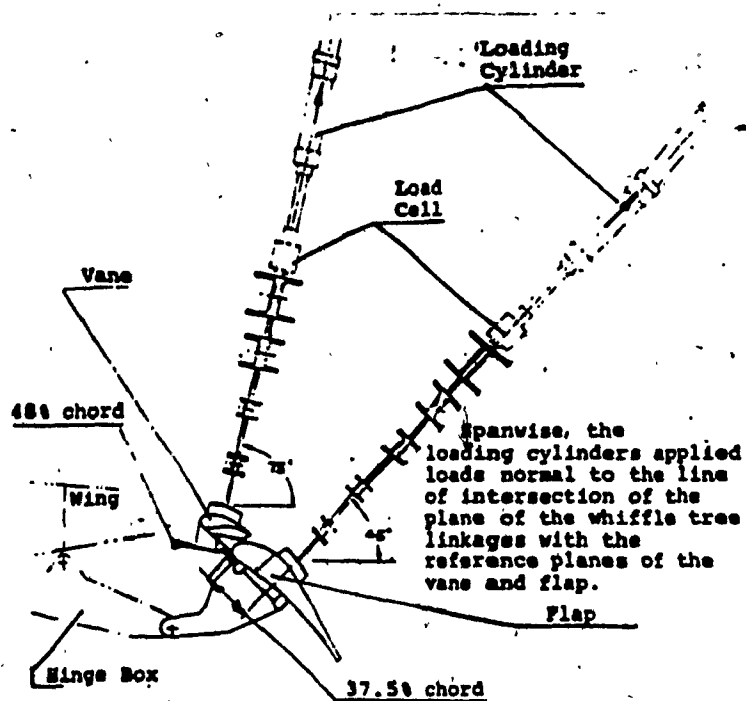 Loading
Cylinder
Load
Cell
Vane
48% chord
75°
Wing
Spanwise, the
loading cylinders applied
loads normal to the line
of intersection of the
plane of the whiffle tree
linkages with the
reference planes of the
vane and flap.
Flap
Hinge Box
37.5% chord